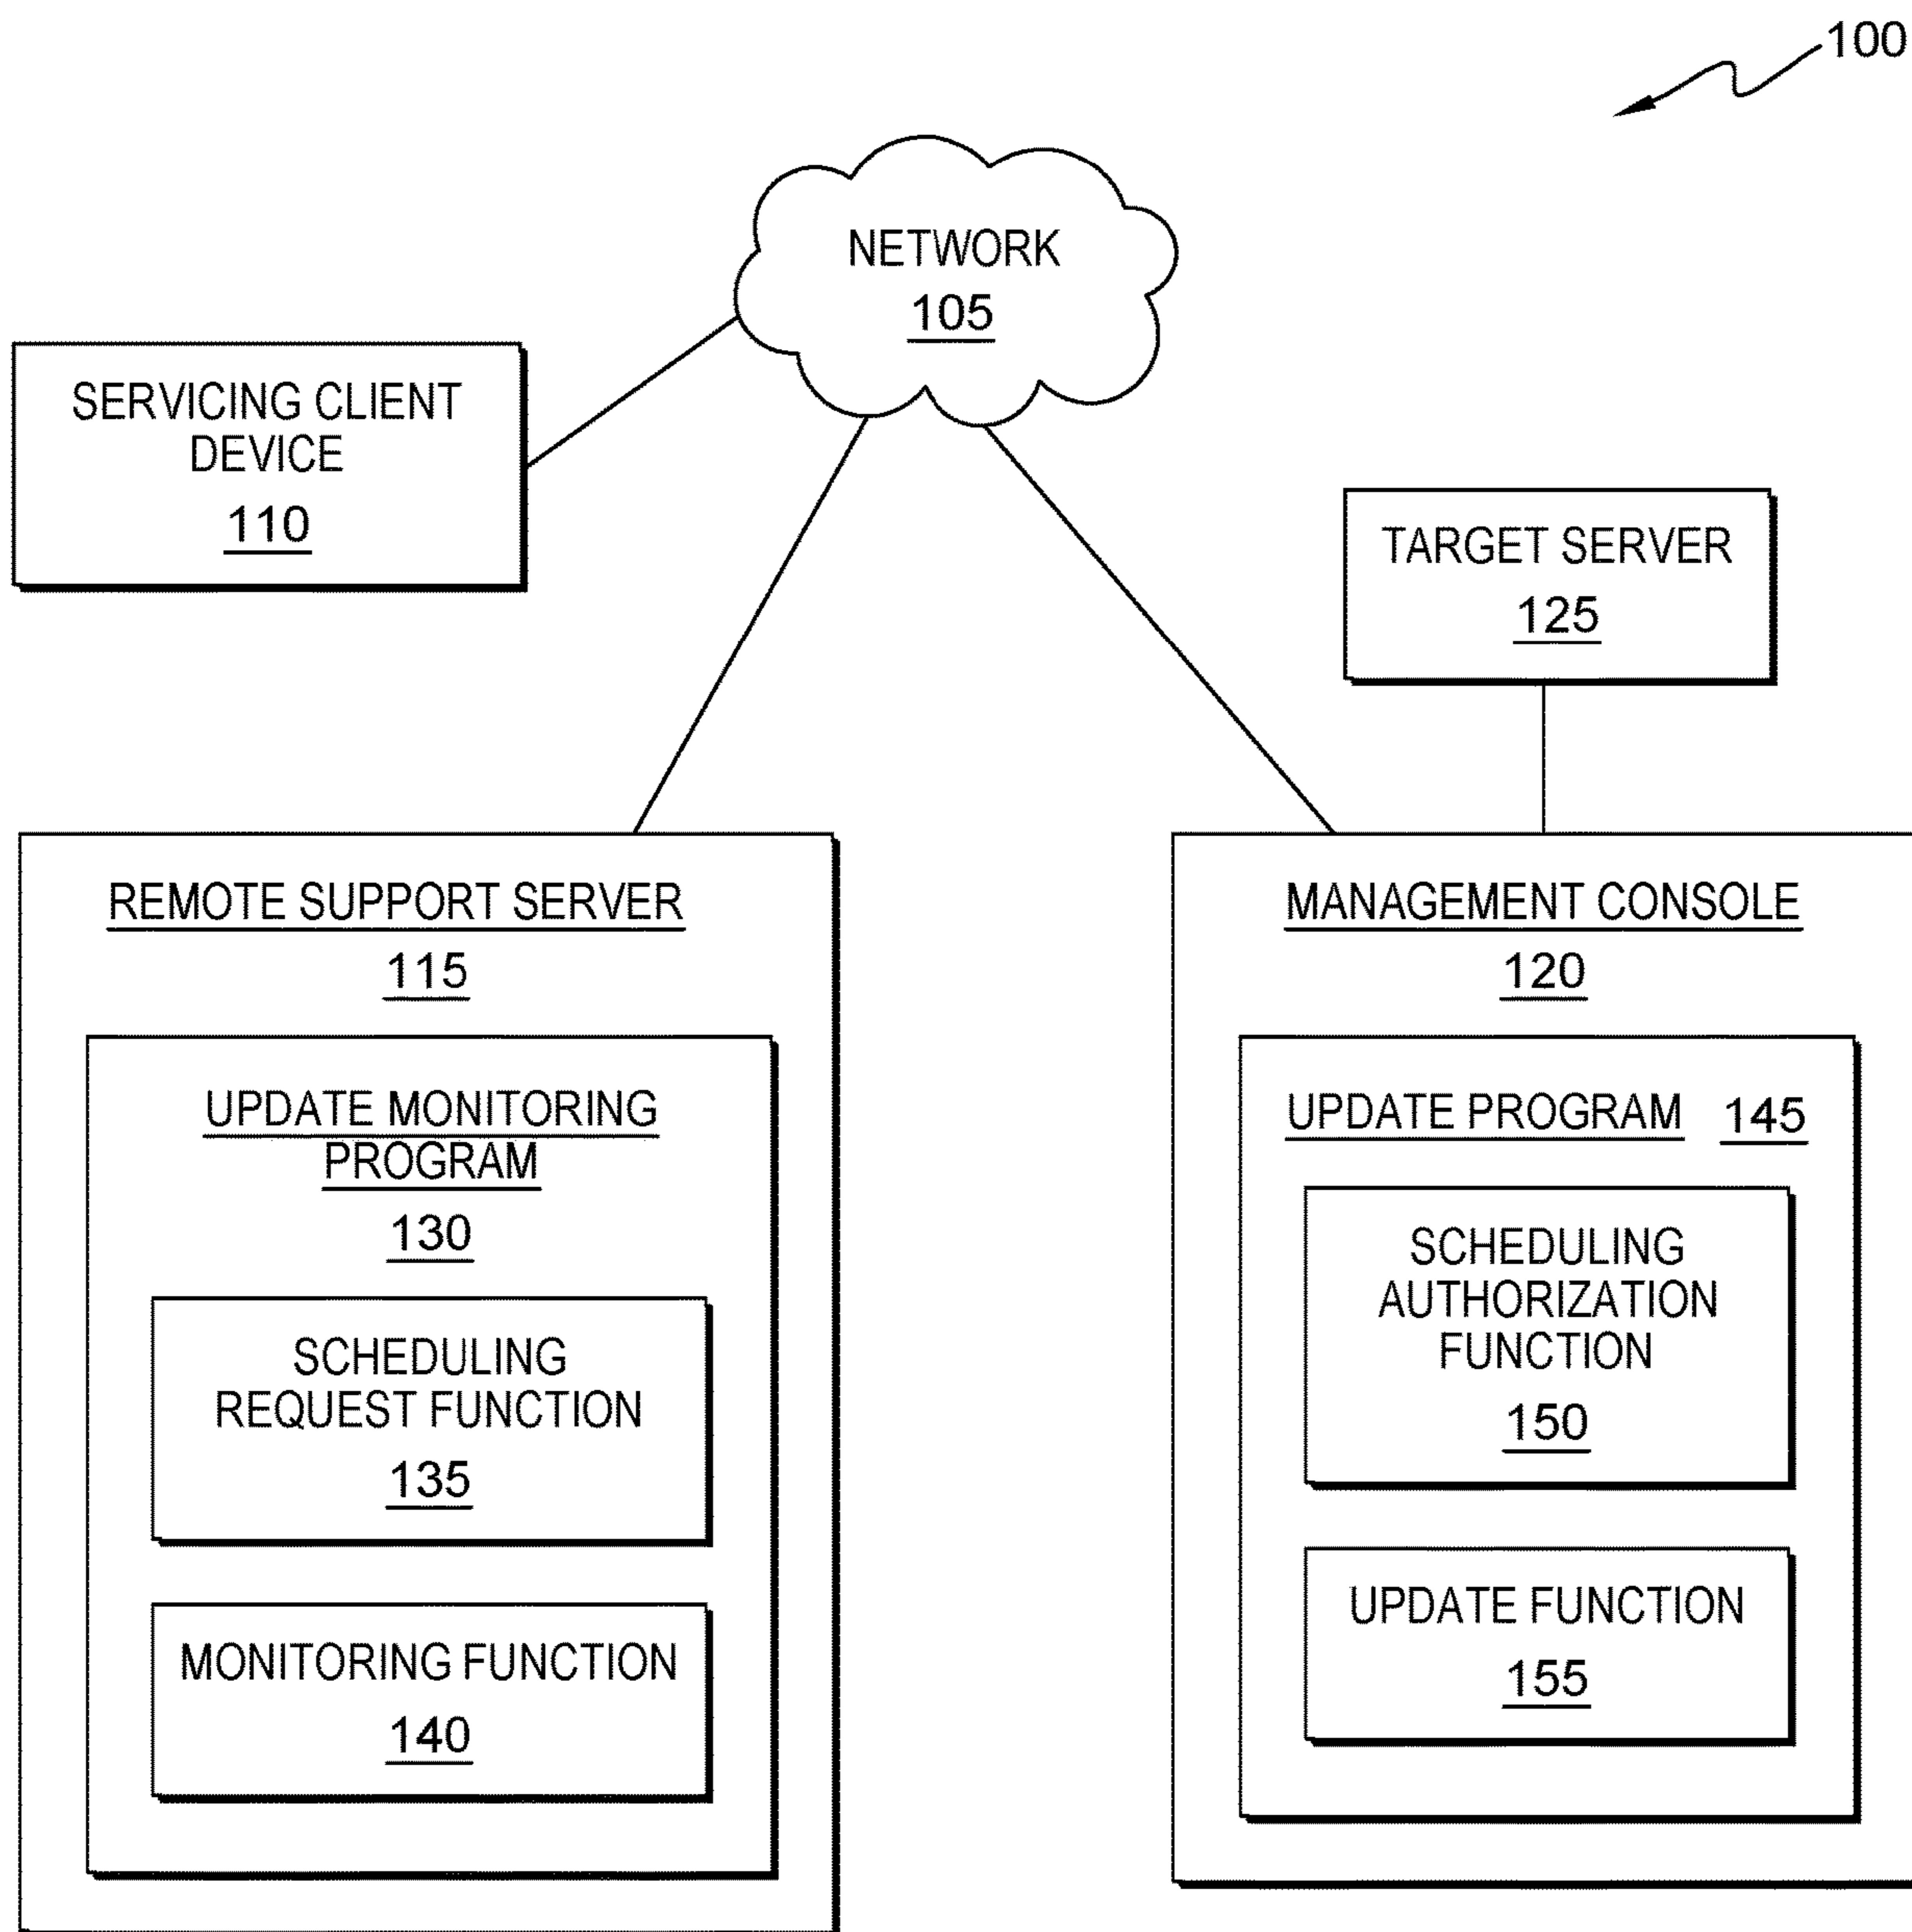 100
NETWORK
105
SERVICING CLIENT
DEVICE
110
TARGET SERVER
125
REMOTE SUPPORT SERVER
115
UPDATE MONITORING
PROGRAM
130
SCHEDULING
REQUEST FUNCTION
135
MONITORING FUNCTION
140
MANAGEMENT CONSOLE
120
UPDATE PROGRAM 145
SCHEDULING
AUTHORIZATION
FUNCTION
150
UPDATE FUNCTION
155